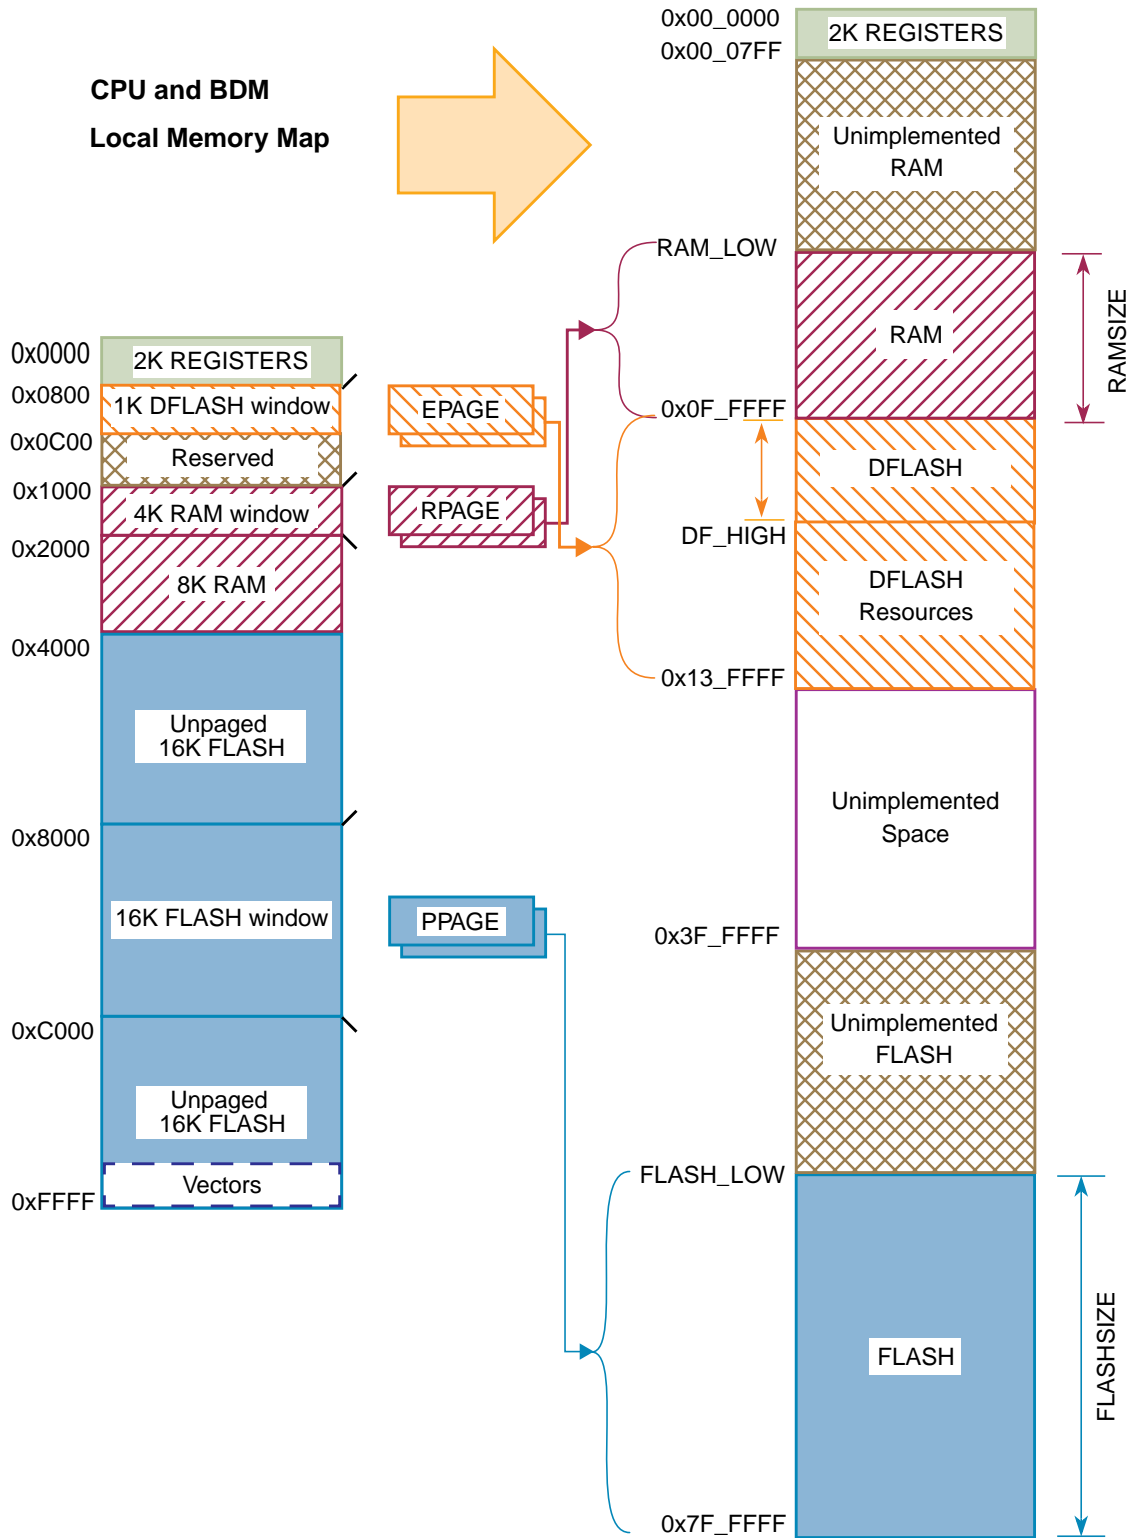 CPU and BDM
Local Memory Map
0x0000
2K REGISTERS
0x0800
1K DFLASH window
0x0C00
Reserved
0x1000
4K RAM window
0x2000
8K RAM
0x4000
Unpaged
16K FLASH
0x8000
16K FLASH window
0xC000
Unpaged
16K FLASH
Vectors
0xFFFF
EPAGE
RPAGE
PPAGE
0x00_0000
2K REGISTERS
0x00_07FF
Unimplemented
RAM
RAM_LOW
RAM
RAMSIZE
0x0F_FFFF
DFLASH
DF_HIGH
DFLASH
Resources
0x13_FFFF
Unimplemented
Space
0x3F_FFFF
Unimplemented
FLASH
FLASH_LOW
FLASH
FLASHSIZE
0x7F_FFFF